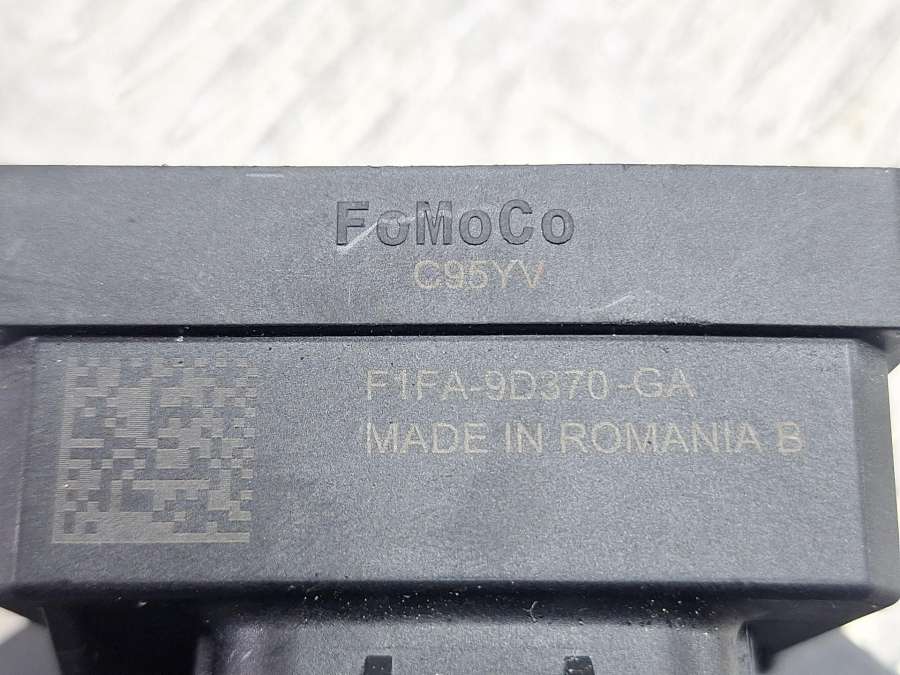 FoMoCo
C95YV
F1FA-9D370-GA
MADE IN ROMANIA B